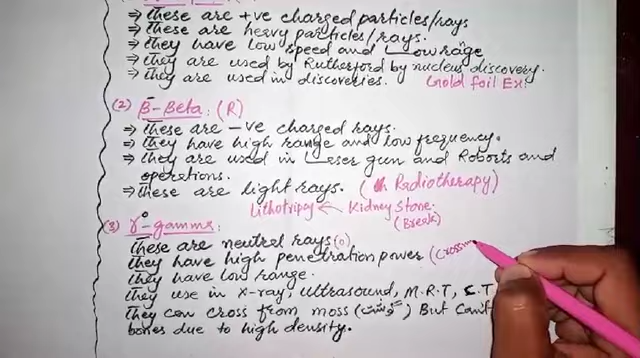 ⇒ These are +ve charged particles/rays
⇒ These are heavy particles/rays.
⇒ They have low speed and Low range
⇒ They are used by Rutherford by nucleus discovery.
⇒ They are used in discoveries. Gold foil Ex:
(2) β-Beta: (R)
⇒ These are -ve charged rays.
⇒ They have high range and low frequency.
⇒ They are used in Leser gun and Roborts and
operations.
⇒ These are light rays. (Radiotherapy)
Lithotripsy ← Kidney Stone.
(Break)
(3) γ-gamma:
These are neutral rays (0)
They have high penetration power (Cross
They have low range.
They use in X-ray, Ultrasound, M.R.T, C.T
They can cross from moss (گوشت) But Can't
bones due to high density.